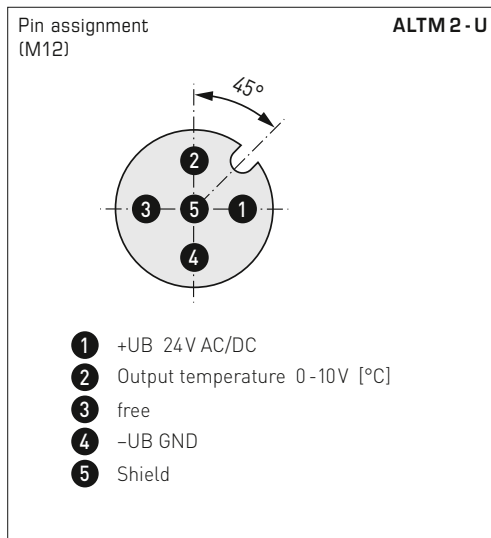 Pin assignment ALTM 2 - U
(M12)
45°
2
3 5 1
4
1 +UB 24V AC/DC
2 Output temperature 0 -10V [°C]
3 free
4 –UB GND
5 Shield